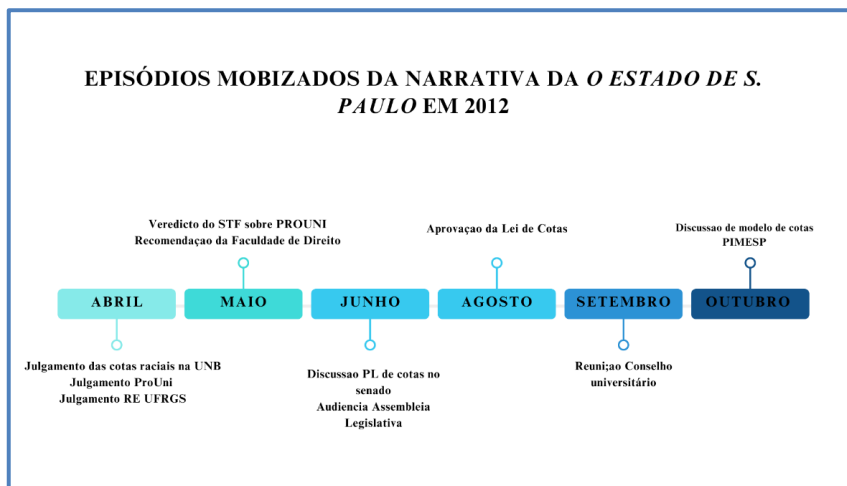 EPISÓDIOS MOBIZADOS DA NARRATIVA DA O ESTADO DE S.
PAULO EM 2012
Veredicto do STF sobre PROUNI
Recomendaçao da Faculdade de Direito
Aprovaçao da Lei de Cotas
Discussao de modelo de cotas
PIMESP
ABRIL
MAIO
JUNHO
AGOSTO
SETEMBRO
OUTUBRO
Julgamento das cotas raciais na UNB
Julgamento ProUni
Julgamento RE UFRGS
Discussao PL de cotas no
senado
Audiencia Assembleia
Legislativa
Reuni;ao Conselho
universitário